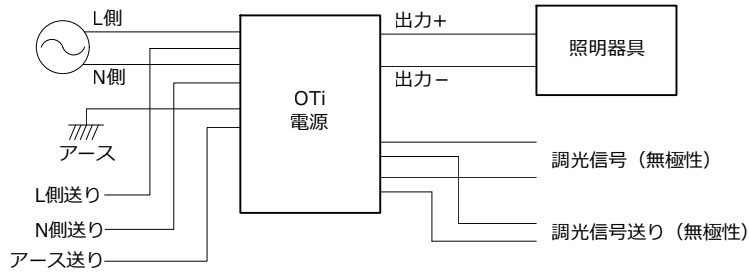 L側
N側
アース
L側送り
N側送り
アース送り
OTi
電源
出力+
出力−
照明器具
調光信号（無極性）
調光信号送り（無極性）